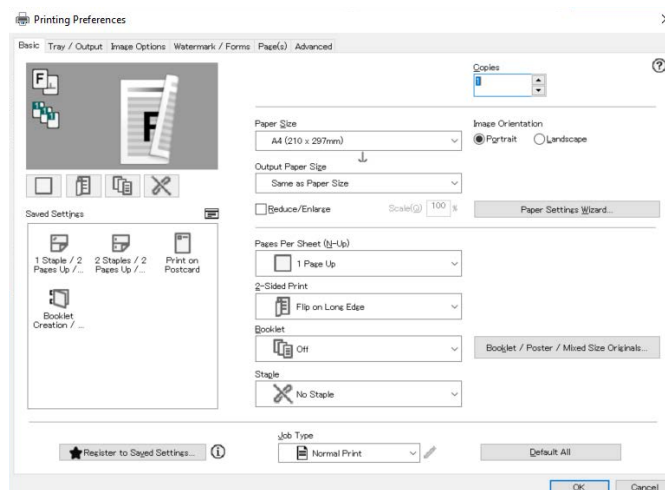 Printing Preferences
Basic Tray / Output Image Options Watermark / Forms Page(s) Advanced
Copies
1
Paper Size
A4 (210 x 297mm)
Image Orientation
Portrait Landscape
Output Paper Size
Same as Paper Size
Reduce/Enlarge Scale(G) 100 %
Paper Settings Wizard...
Saved Settings
1 Staple / 2 Pages Up /...
2 Staples / 2 Pages Up /...
Print on Postcard
Booklet Creation / ...
Pages Per Sheet (N-Up)
1 Page Up
2-Sided Print
Flip on Long Edge
Booklet
Off
Booklet / Poster / Mixed Size Originals...
Staple
No Staple
Register to Saved Settings...
Job Type
Normal Print
Default All
OK Cancel